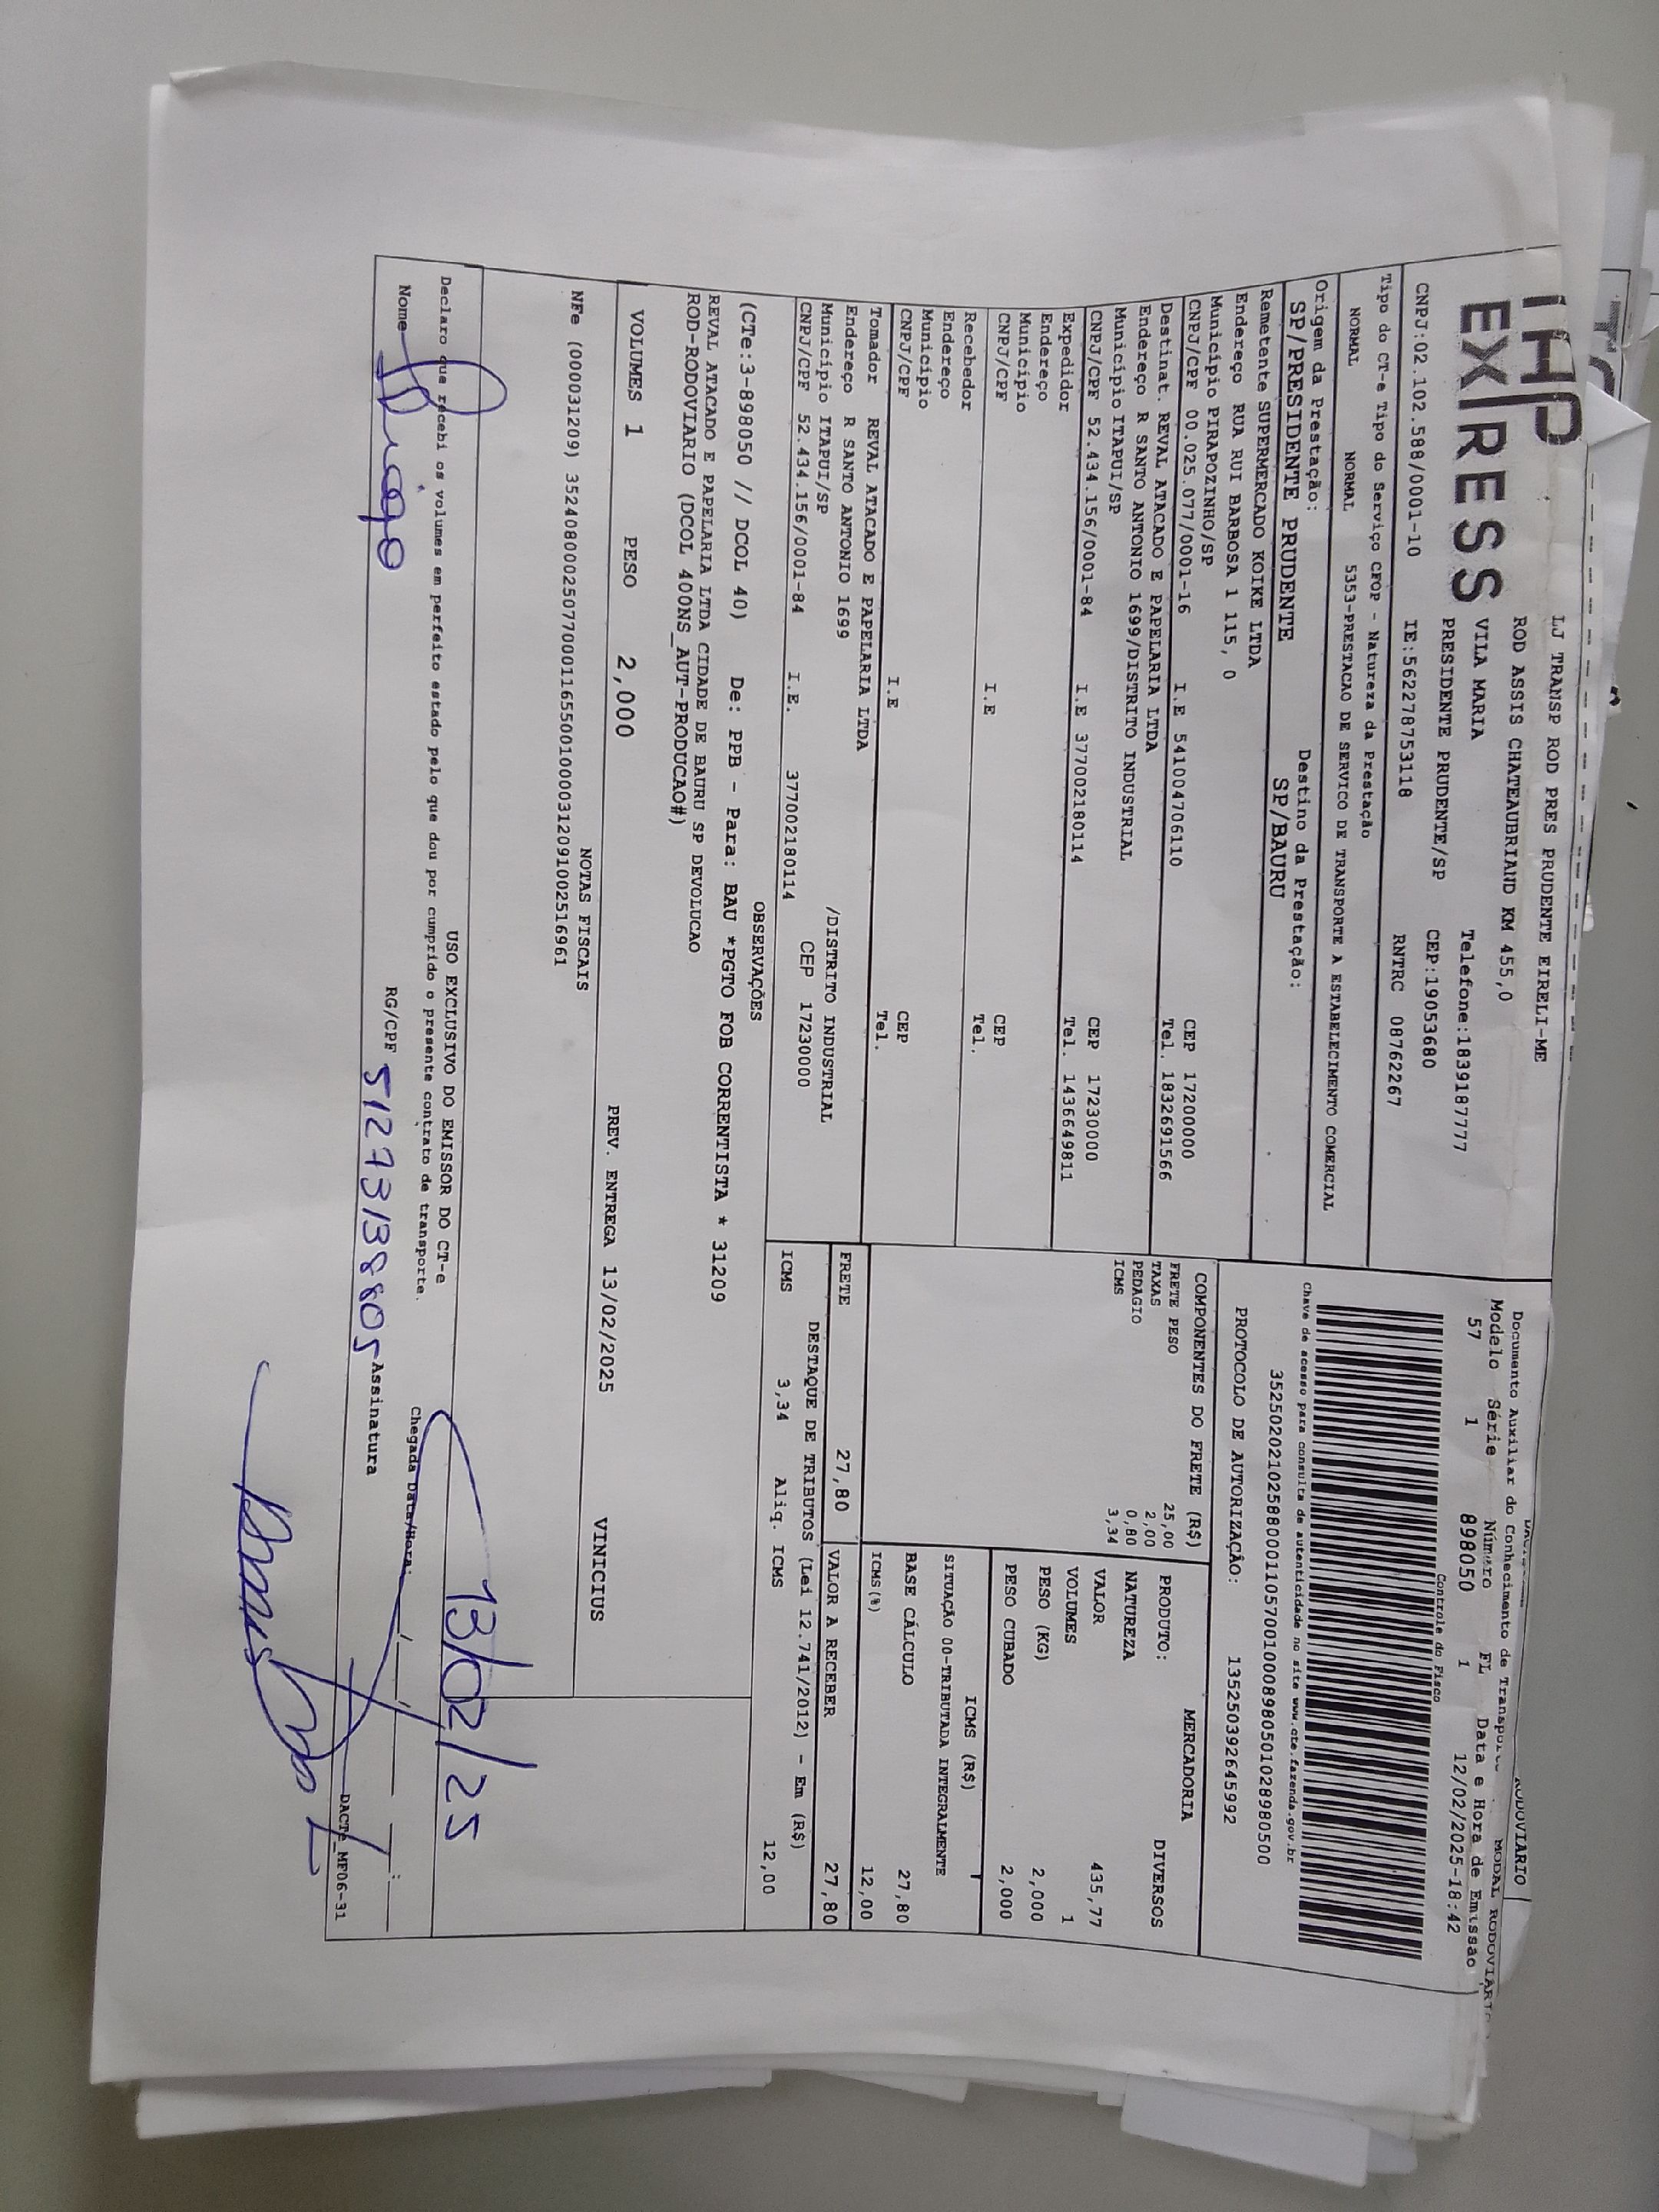 THP
EXPRESS
LJ TRANSP ROD PRES PRUDENTE EIRELI-ME
ROD ASSIS CHATEAUBRIAND KM 455,0
VILA MARIA Telefone:1839187777
PRESIDENTE PRUDENTE/SP CEP:19053680
CNPJ:02.102.588/0001-10 IE:562278753118 RNTRC 08762267
RODOVIARIO
MODAL RODOVIARIO
Documento Auxiliar do Conhecimento de Transporte
Modelo Série Número FL Data e Hora de Emissão
57 1 898050 1 12/02/2025-18:42
Controle do Fisco
Chave de acesso para consulta de autenticidade no site www.cte.fazenda.gov.br
35250202102588000110570010008980501028980500
PROTOCOLO DE AUTORIZAÇÃO: 135250392645992
Tipo do CT-e Tipo do Serviço CFOP - Natureza da Prestação
NORMAL NORMAL 5353-PRESTACAO DE SERVICO DE TRANSPORTE A ESTABELECIMENTO COMERCIAL
Origem da Prestação: Destino da Prestação:
SP/PRESIDENTE PRUDENTE SP/BAURU
Remetente SUPERMERCADO KOIKE LTDA
Endereço RUA RUI BARBOSA 1 115, 0
Município PIRAPOZINHO/SP CEP 17200000
CNPJ/CPF 00.025.077/0001-16 I.E 541004706110 Tel. 1832691566
Destinat. REVAL ATACADO E PAPELARIA LTDA
Endereço R SANTO ANTONIO 1699/DISTRITO INDUSTRIAL
Município ITAPUI/SP CEP 17230000
CNPJ/CPF 52.434.156/0001-84 I.E 377002180114 Tel. 1436649811
Expedidor
Endereço
Município CEP
CNPJ/CPF I.E Tel.
Recebedor
Endereço
Município CEP
CNPJ/CPF I.E Tel.
Tomador REVAL ATACADO E PAPELARIA LTDA
Endereço R SANTO ANTONIO 1699 /DISTRITO INDUSTRIAL
Município ITAPUI/SP CEP 17230000
CNPJ/CPF 52.434.156/0001-84 I.E. 377002180114
COMPONENTES DO FRETE (R$)
FRETE PESO 25,00
TAXAS 2,00
PEDAGIO 0,80
ICMS 3,34
MERCADORIA
PRODUTO: DIVERSOS
NATUREZA
VALOR 435,77
VOLUMES 1
PESO (KG) 2,000
PESO CUBADO 2,000
ICMS (R$)
SITUAÇÃO 00-TRIBUTADA INTEGRALMENTE
BASE CÁLCULO 27,80
ICMS(%) 12,00
FRETE 27,80 VALOR A RECEBER 27,80
DESTAQUE DE TRIBUTOS (Lei 12.741/2012) - Em (R$)
ICMS 3,34 Aliq. ICMS 12,00
OBSERVAÇÕES
(CTe:3-898050 // DCOL 40) De: PPB - Para: BAU *PGTO FOB CORRENTISTA * 31209
REVAL ATACADO E PAPELARIA LTDA CIDADE DE BAURU SP DEVOLUCAO
ROD-RODOVIARIO (DCOL 400NS_AUT-PRODUCAO#)
VOLUMES 1 PESO 2,000 PREV. ENTREGA 13/02/2025 VINICIUS
NOTAS FISCAIS
NFe (000031209) 35240800025077000116550010000312091002516961
USO EXCLUSIVO DO EMISSOR DO CT-e
Declaro que recebi os volumes em perfeito estado pelo que dou por cumprido o presente contrato de transporte.
13/02/25
Chegada Data/Hora:
Nome RG/CPF 51273138805 Assinatura
DACTE_MF06-31